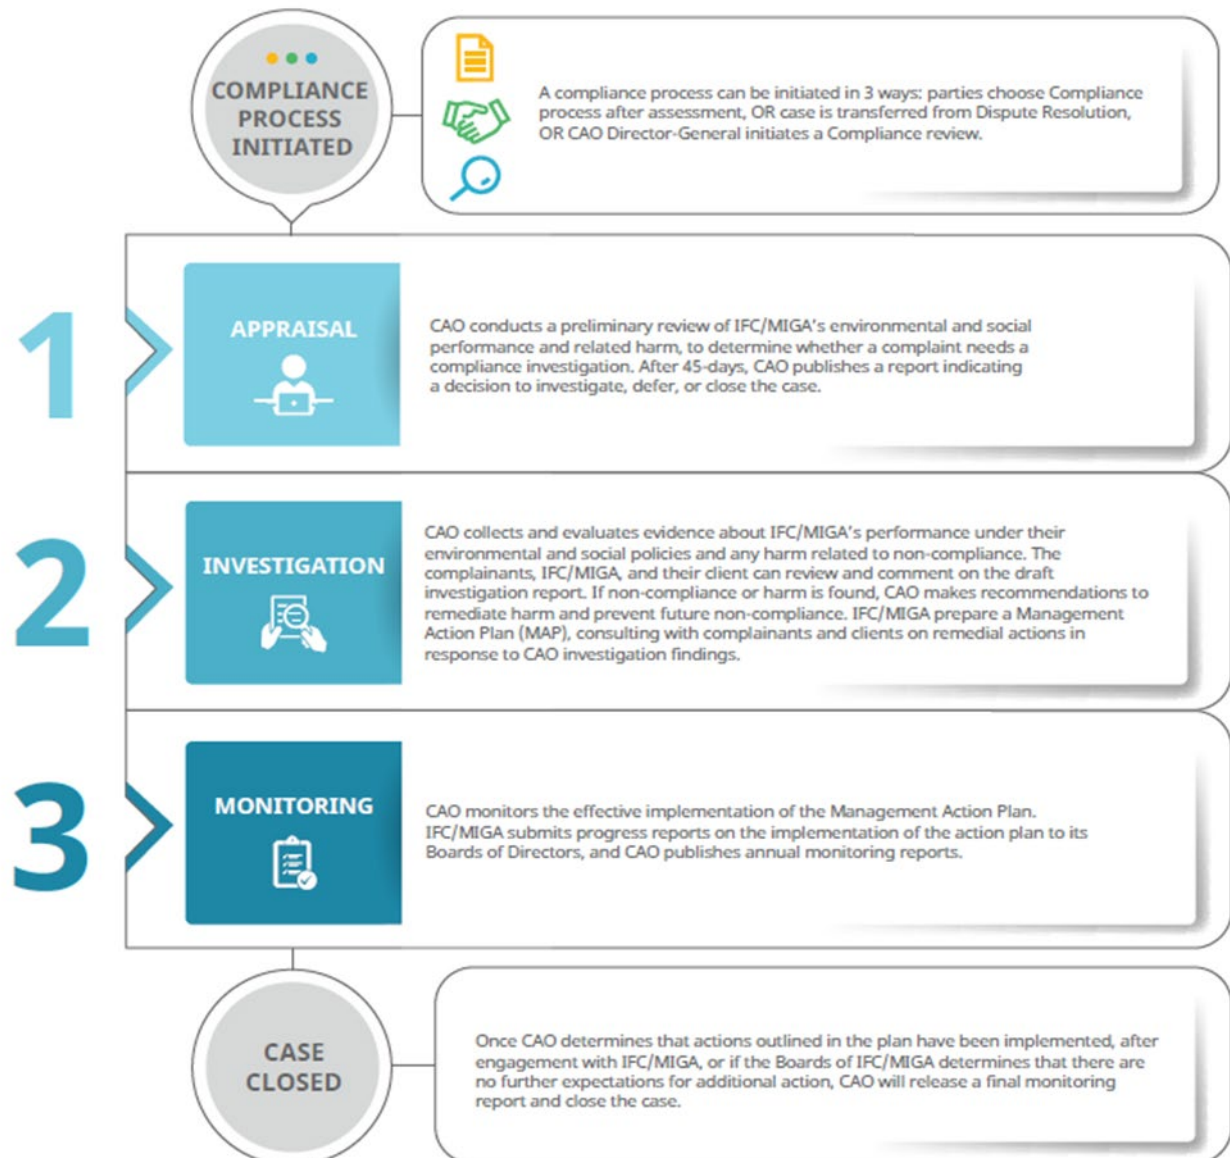 COMPLIANCE
PROCESS
INITIATED
A compliance process can be initiated in 3 ways: parties choose Compliance
process after assessment, OR case is transferred from Dispute Resolution,
OR CAO Director-General initiates a Compliance review.
1
APPRAISAL
CAO conducts a preliminary review of IFC/MIGA's environmental and social
performance and related harm, to determine whether a complaint needs a
compliance investigation. After 45-days, CAO publishes a report indicating
a decision to investigate, defer, or close the case.
2
INVESTIGATION
CAO collects and evaluates evidence about IFC/MIGA's performance under their
environmental and social policies and any harm related to non-compliance. The
complainants, IFC/MIGA, and their client can review and comment on the draft
investigation report. If non-compliance or harm is found, CAO makes recommendations to
remediate harm and prevent future non-compliance. IFC/MIGA prepare a Management
Action Plan (MAP), consulting with complainants and clients on remedial actions in
response to CAO investigation findings.
3
MONITORING
CAO monitors the effective implementation of the Management Action Plan.
IFC/MIGA submits progress reports on the implementation of the action plan to its
Boards of Directors, and CAO publishes annual monitoring reports.
CASE
CLOSED
Once CAO determines that actions outlined in the plan have been implemented, after
engagement with IFC/MIGA, or if the Boards of IFC/MIGA determines that there are
no further expectations for additional action, CAO will release a final monitoring
report and close the case.